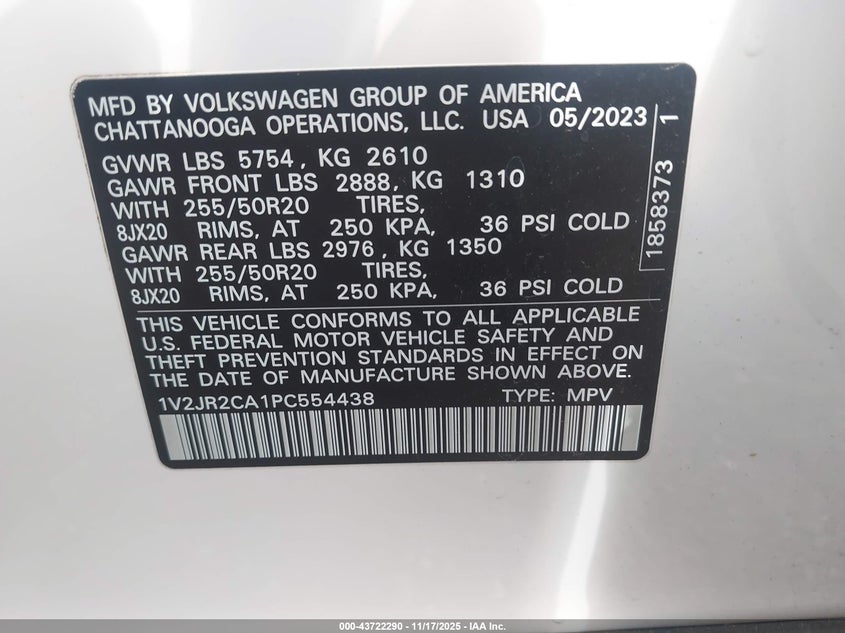 MFD BY VOLKSWAGEN GROUP OF AMERICA
CHATTANOOGA OPERATIONS, LLC. USA 05/2023
GVWR LBS 5754, KG 2610
GAWR FRONT LBS 2888, KG 1310
WITH 255/50R20 TIRES,
8JX20 RIMS, AT 250 KPA, 36 PSI COLD
GAWR REAR LBS 2976, KG 1350
WITH 255/50R20 TIRES,
8JX20 RIMS, AT 250 KPA, 36 PSI COLD
THIS VEHICLE CONFORMS TO ALL APPLICABLE
U.S. FEDERAL MOTOR VEHICLE SAFETY AND
THEFT PREVENTION STANDARDS IN EFFECT ON
THE DATE OF MANUFACTURE SHOWN ABOVE.
1V2JR2CA1PC554438 TYPE: MPV
1858373 1
000-43722290 - 11/17/2025 - IAA Inc.